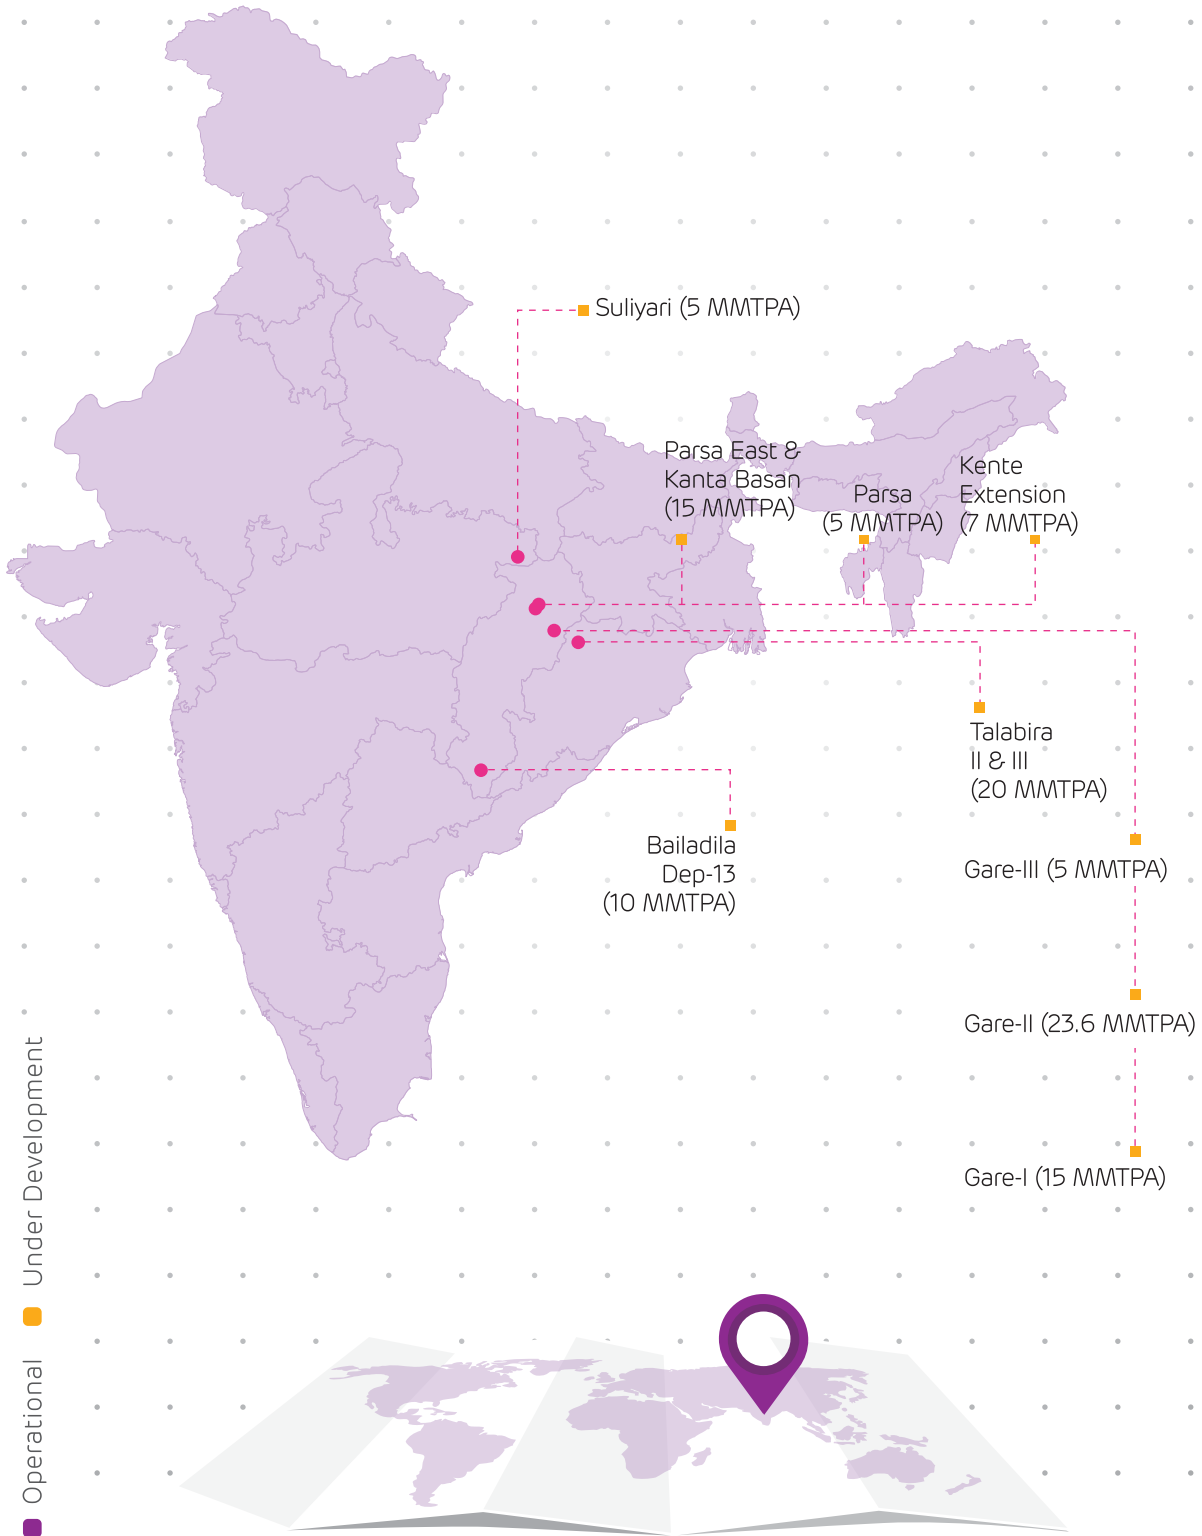 Suliyari (5 MMTPA)
Parsa East &
Kanta Basan
(15 MMTPA)
Parsa
(5 MMTPA)
Kente
Extension
(7 MMTPA)
Talabira
II & III
(20 MMTPA)
Bailadila
Dep-13
(10 MMTPA)
Gare-III (5 MMTPA)
Gare-II (23.6 MMTPA)
Gare-I (15 MMTPA)
Under Development
Operational